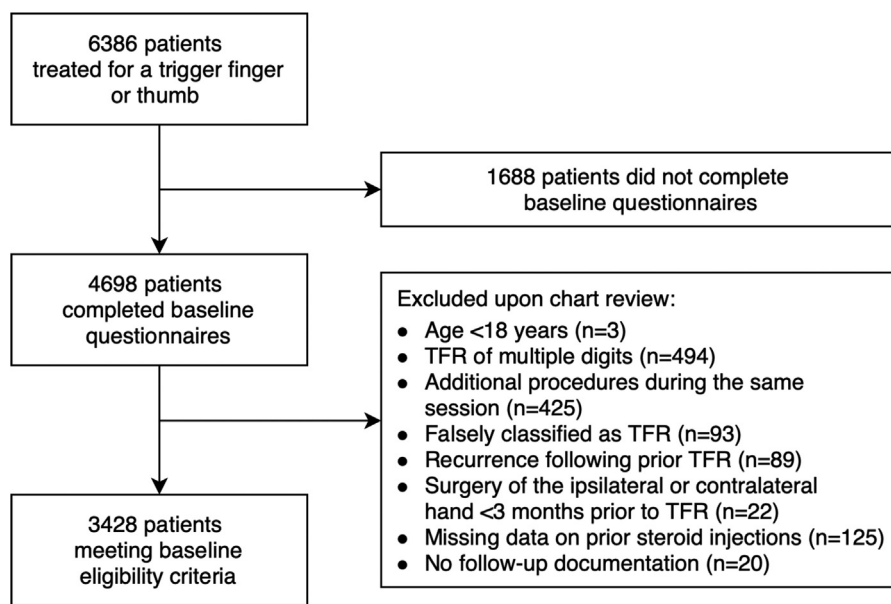 6386 patients
treated for a trigger finger
or thumb
1688 patients did not complete
baseline questionnaires
4698 patients
completed baseline
questionnaires
Excluded upon chart review:
● Age <18 years (n=3)
● TFR of multiple digits (n=494)
● Additional procedures during the same
session (n=425)
● Falsely classified as TFR (n=93)
● Recurrence following prior TFR (n=89)
● Surgery of the ipsilateral or contralateral
hand <3 months prior to TFR (n=22)
● Missing data on prior steroid injections (n=125)
● No follow-up documentation (n=20)
3428 patients
meeting baseline
eligibility criteria